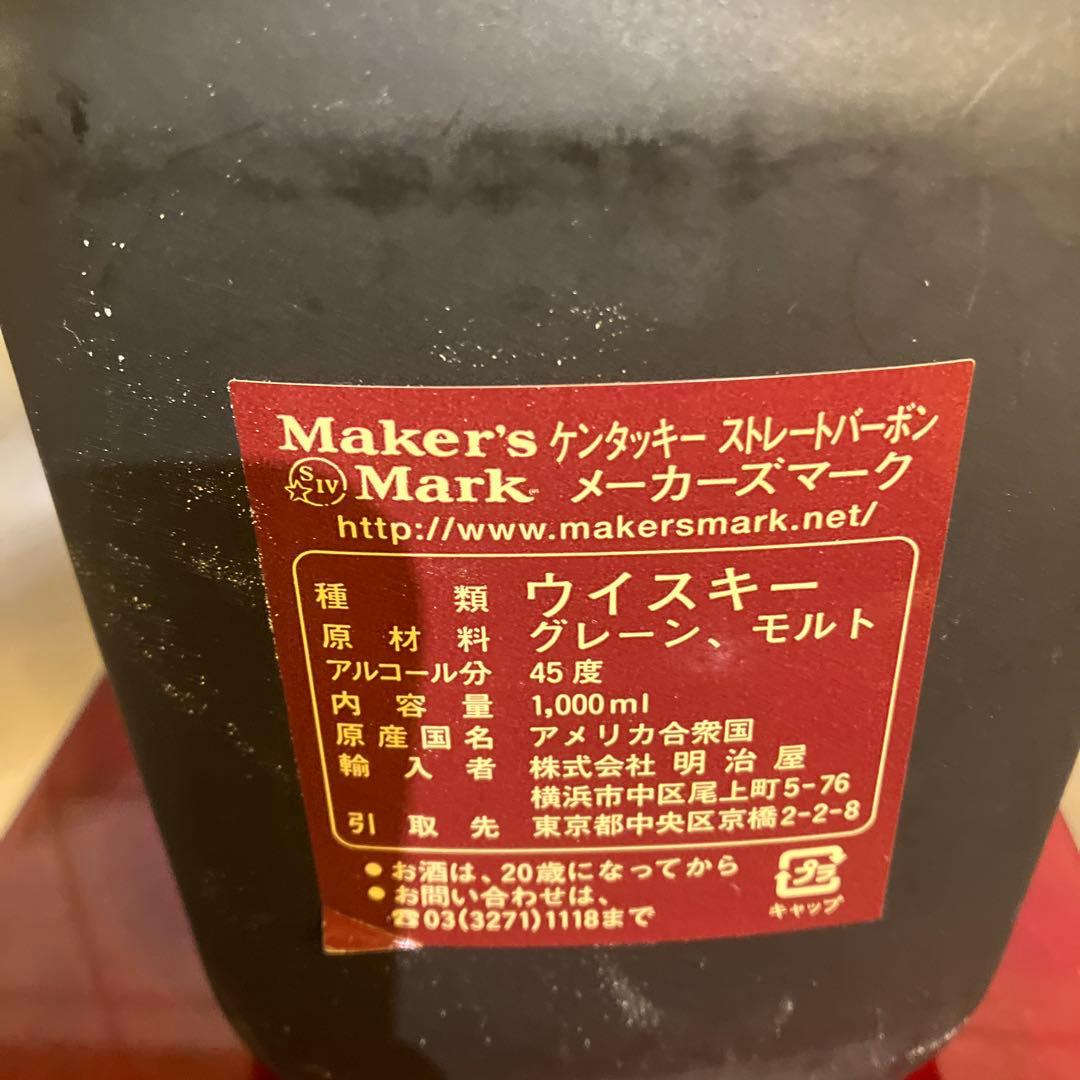 Maker's ケンタッキー ストレートバーボン
SIV Mark メーカーズマーク
http://www.makersmark.net/
種類 ウイスキー
原材料 グレーン、モルト
アルコール分 45度
内容量 1,000ml
原産国名 アメリカ合衆国
輸入者 株式会社 明治屋
横浜市中区尾上町5-76
引取先 東京都中央区京橋2-2-8
●お酒は、20歳になってから
●お問い合わせは、
☎03(3271)1118まで
プラ
キャップ